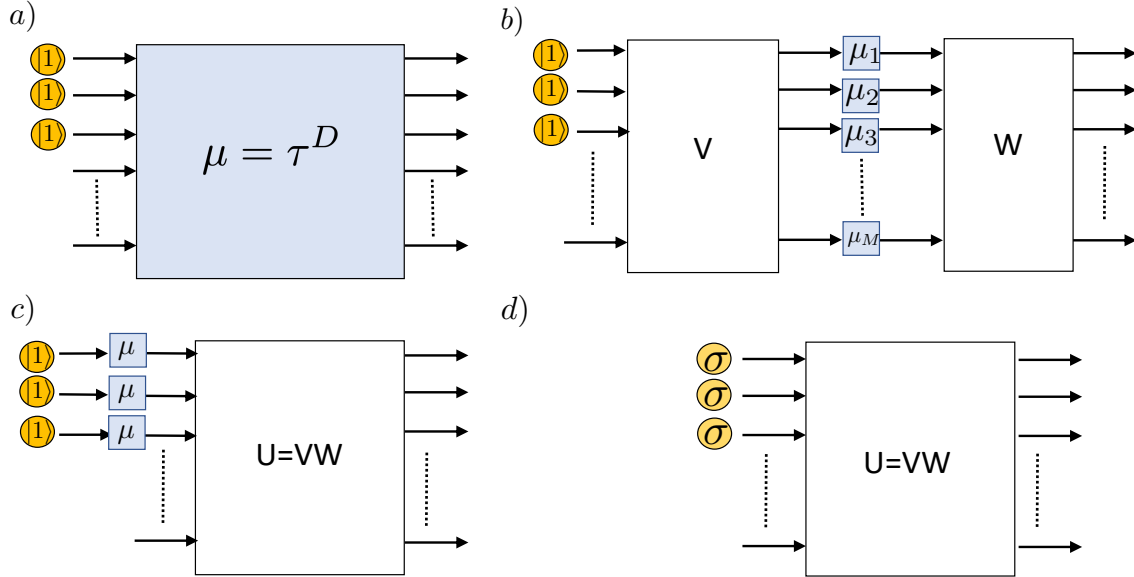 a)
|1⟩
|1⟩
|1⟩
μ = τ^D
b)
|1⟩
|1⟩
|1⟩
V
μ_1
μ_2
μ_3
μ_M
W
c)
|1⟩ μ
|1⟩ μ
|1⟩ μ
U=VW
d)
σ
σ
σ
U=VW